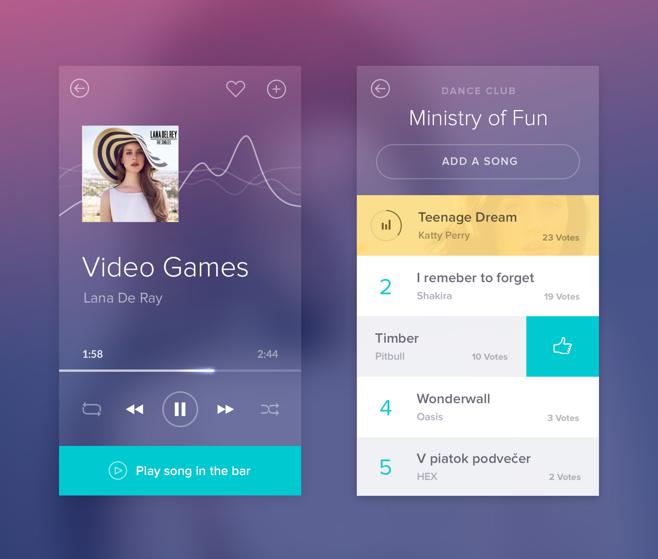 LANA DEL REY
THE SINGLES
Video Games
Lana De Ray
1:58
2:44
Play song in the bar
DANCE CLUB
Ministry of Fun
ADD A SONG
Teenage Dream
Katty Perry
23 Votes
2
I remeber to forget
Shakira
19 Votes
Timber
Pitbull
10 Votes
4
Wonderwall
Oasis
3 Votes
5
V piatok podvečer
HEX
2 Votes